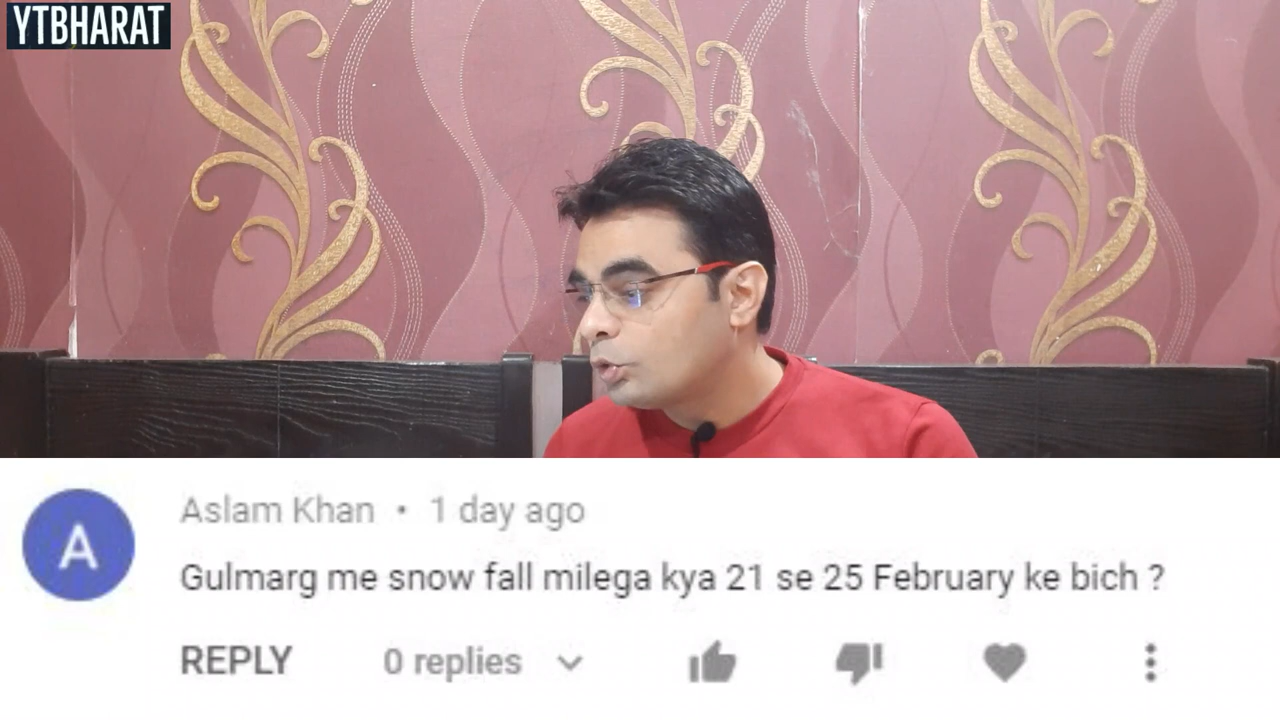 YTBHARAT
Aslam Khan • 1 day ago
A
Gulmarg me snow fall milega kya 21 se 25 February ke bich ?
REPLY 0 replies